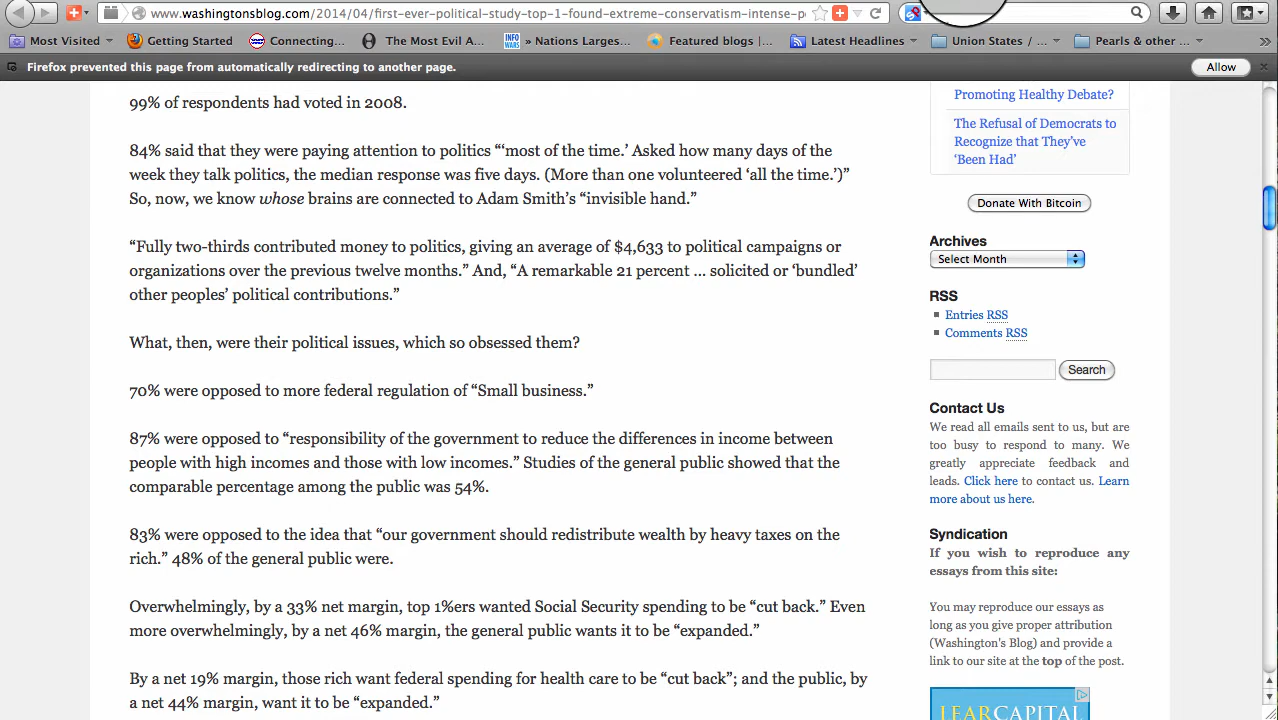 www.washingtonsblog.com/2014/04/first-ever-political-study-top-1-found-extreme-conservatism-intense-p
Most Visited Getting Started Connecting... The Most Evil A... INFO WARS » Nations Larges... Featured blogs |... Latest Headlines Union States / ... Pearls & other ... »
Firefox prevented this page from automatically redirecting to another page. Allow
99% of respondents had voted in 2008.
84% said that they were paying attention to politics “‘most of the time.’ Asked how many days of the
week they talk politics, the median response was five days. (More than one volunteered ‘all the time.’)”
So, now, we know whose brains are connected to Adam Smith’s “invisible hand.”
“Fully two-thirds contributed money to politics, giving an average of $4,633 to political campaigns or
organizations over the previous twelve months.” And, “A remarkable 21 percent ... solicited or ‘bundled’
other peoples’ political contributions.”
What, then, were their political issues, which so obsessed them?
70% were opposed to more federal regulation of “Small business.”
87% were opposed to “responsibility of the government to reduce the differences in income between
people with high incomes and those with low incomes.” Studies of the general public showed that the
comparable percentage among the public was 54%.
83% were opposed to the idea that “our government should redistribute wealth by heavy taxes on the
rich.” 48% of the general public were.
Overwhelmingly, by a 33% net margin, top 1%ers wanted Social Security spending to be “cut back.” Even
more overwhelmingly, by a net 46% margin, the general public wants it to be “expanded.”
By a net 19% margin, those rich want federal spending for health care to be “cut back”; and the public, by
a net 44% margin, want it to be “expanded.”
Promoting Healthy Debate?
The Refusal of Democrats to
Recognize that They’ve
‘Been Had’
Donate With Bitcoin
Archives
Select Month
RSS
Entries RSS
Comments RSS
Search
Contact Us
We read all emails sent to us, but are
too busy to respond to many. We
greatly appreciate feedback and
leads. Click here to contact us. Learn
more about us here.
Syndication
If you wish to reproduce any
essays from this site:
You may reproduce our essays as
long as you give proper attribution
(Washington's Blog) and provide a
link to our site at the top of the post.
LEARCAPITAL